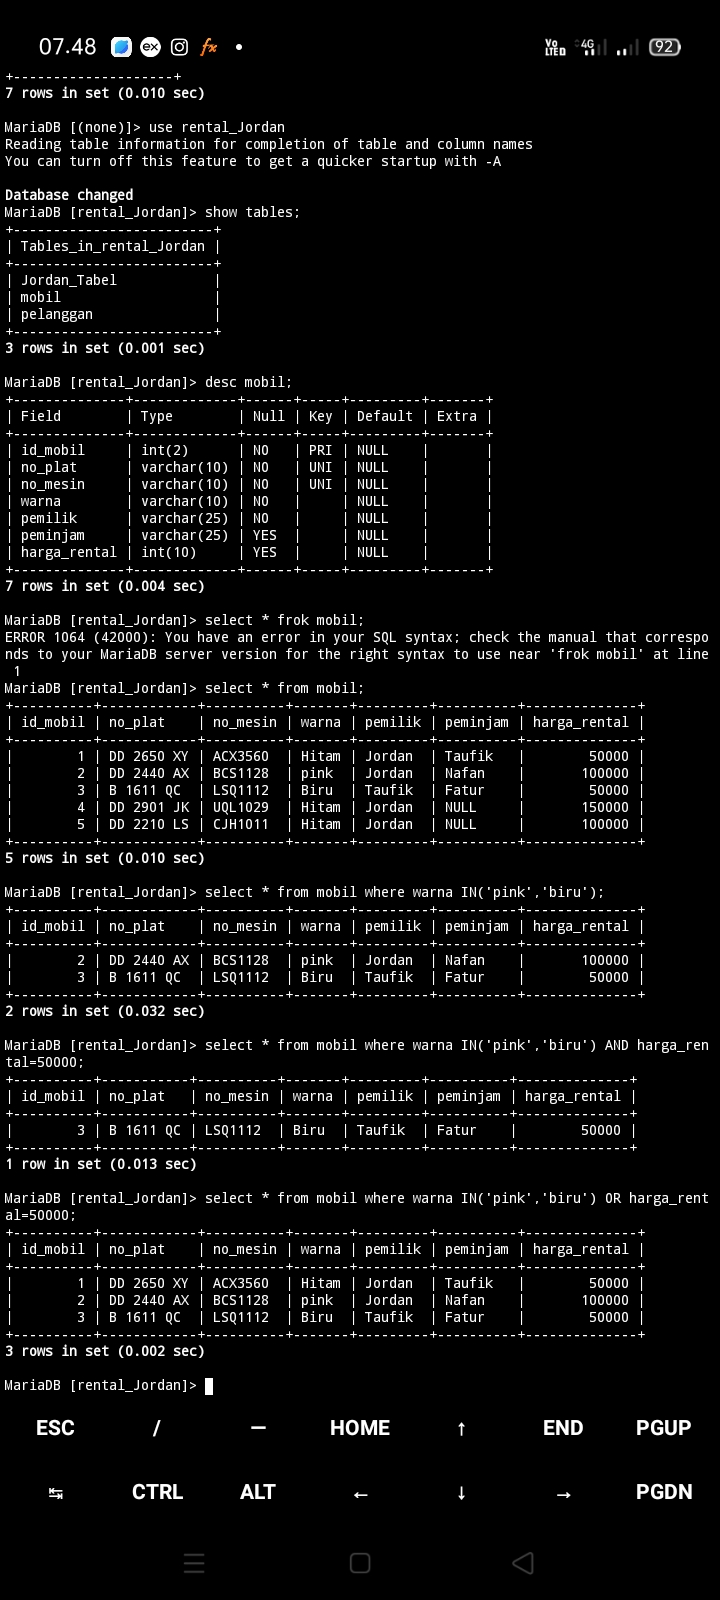 07.48 ex fx • Vo LTE D 4G 92
+--------------------+
7 rows in set (0.010 sec)
MariaDB [(none)]> use rental_Jordan
Reading table information for completion of table and column names
You can turn off this feature to get a quicker startup with -A
Database changed
MariaDB [rental_Jordan]> show tables;
+-------------------------+
| Tables_in_rental_Jordan |
+-------------------------+
| Jordan_Tabel            |
| mobil                   |
| pelanggan               |
+-------------------------+
3 rows in set (0.001 sec)
MariaDB [rental_Jordan]> desc mobil;
+--------------+-------------+------+-----+---------+-------+
| Field        | Type        | Null | Key | Default | Extra |
+--------------+-------------+------+-----+---------+-------+
| id_mobil     | int(2)      | NO   | PRI | NULL    |       |
| no_plat      | varchar(10) | NO   | UNI | NULL    |       |
| no_mesin     | varchar(10) | NO   | UNI | NULL    |       |
| warna        | varchar(10) | NO   |     | NULL    |       |
| pemilik      | varchar(25) | NO   |     | NULL    |       |
| peminjam     | varchar(25) | YES  |     | NULL    |       |
| harga_rental | int(10)     | YES  |     | NULL    |       |
+--------------+-------------+------+-----+---------+-------+
7 rows in set (0.004 sec)
MariaDB [rental_Jordan]> select * frok mobil;
ERROR 1064 (42000): You have an error in your SQL syntax; check the manual that correspo
nds to your MariaDB server version for the right syntax to use near 'frok mobil' at line
 1
MariaDB [rental_Jordan]> select * from mobil;
+----------+------------+----------+-------+---------+----------+--------------+
| id_mobil | no_plat    | no_mesin | warna | pemilik | peminjam | harga_rental |
+----------+------------+----------+-------+---------+----------+--------------+
|        1 | DD 2650 XY | ACX3560  | Hitam | Jordan  | Taufik   |        50000 |
|        2 | DD 2440 AX | BCS1128  | pink  | Jordan  | Nafan    |       100000 |
|        3 | B 1611 QC  | LSQ1112  | Biru  | Taufik  | Fatur    |        50000 |
|        4 | DD 2901 JK | UQL1029  | Hitam | Jordan  | NULL     |       150000 |
|        5 | DD 2210 LS | CJH1011  | Hitam | Jordan  | NULL     |       100000 |
+----------+------------+----------+-------+---------+----------+--------------+
5 rows in set (0.010 sec)
MariaDB [rental_Jordan]> select * from mobil where warna IN('pink','biru');
+----------+------------+----------+-------+---------+----------+--------------+
| id_mobil | no_plat    | no_mesin | warna | pemilik | peminjam | harga_rental |
+----------+------------+----------+-------+---------+----------+--------------+
|        2 | DD 2440 AX | BCS1128  | pink  | Jordan  | Nafan    |       100000 |
|        3 | B 1611 QC  | LSQ1112  | Biru  | Taufik  | Fatur    |        50000 |
+----------+------------+----------+-------+---------+----------+--------------+
2 rows in set (0.032 sec)
MariaDB [rental_Jordan]> select * from mobil where warna IN('pink','biru') AND harga_ren
tal=50000;
+----------+-----------+----------+-------+---------+----------+--------------+
| id_mobil | no_plat   | no_mesin | warna | pemilik | peminjam | harga_rental |
+----------+-----------+----------+-------+---------+----------+--------------+
|        3 | B 1611 QC | LSQ1112  | Biru  | Taufik  | Fatur    |        50000 |
+----------+-----------+----------+-------+---------+----------+--------------+
1 row in set (0.013 sec)
MariaDB [rental_Jordan]> select * from mobil where warna IN('pink','biru') OR harga_rent
al=50000;
+----------+------------+----------+-------+---------+----------+--------------+
| id_mobil | no_plat    | no_mesin | warna | pemilik | peminjam | harga_rental |
+----------+------------+----------+-------+---------+----------+--------------+
|        1 | DD 2650 XY | ACX3560  | Hitam | Jordan  | Taufik   |        50000 |
|        2 | DD 2440 AX | BCS1128  | pink  | Jordan  | Nafan    |       100000 |
|        3 | B 1611 QC  | LSQ1112  | Biru  | Taufik  | Fatur    |        50000 |
+----------+------------+----------+-------+---------+----------+--------------+
3 rows in set (0.002 sec)
MariaDB [rental_Jordan]>
ESC / — HOME ↑ END PGUP
↹ CTRL ALT ← ↓ → PGDN